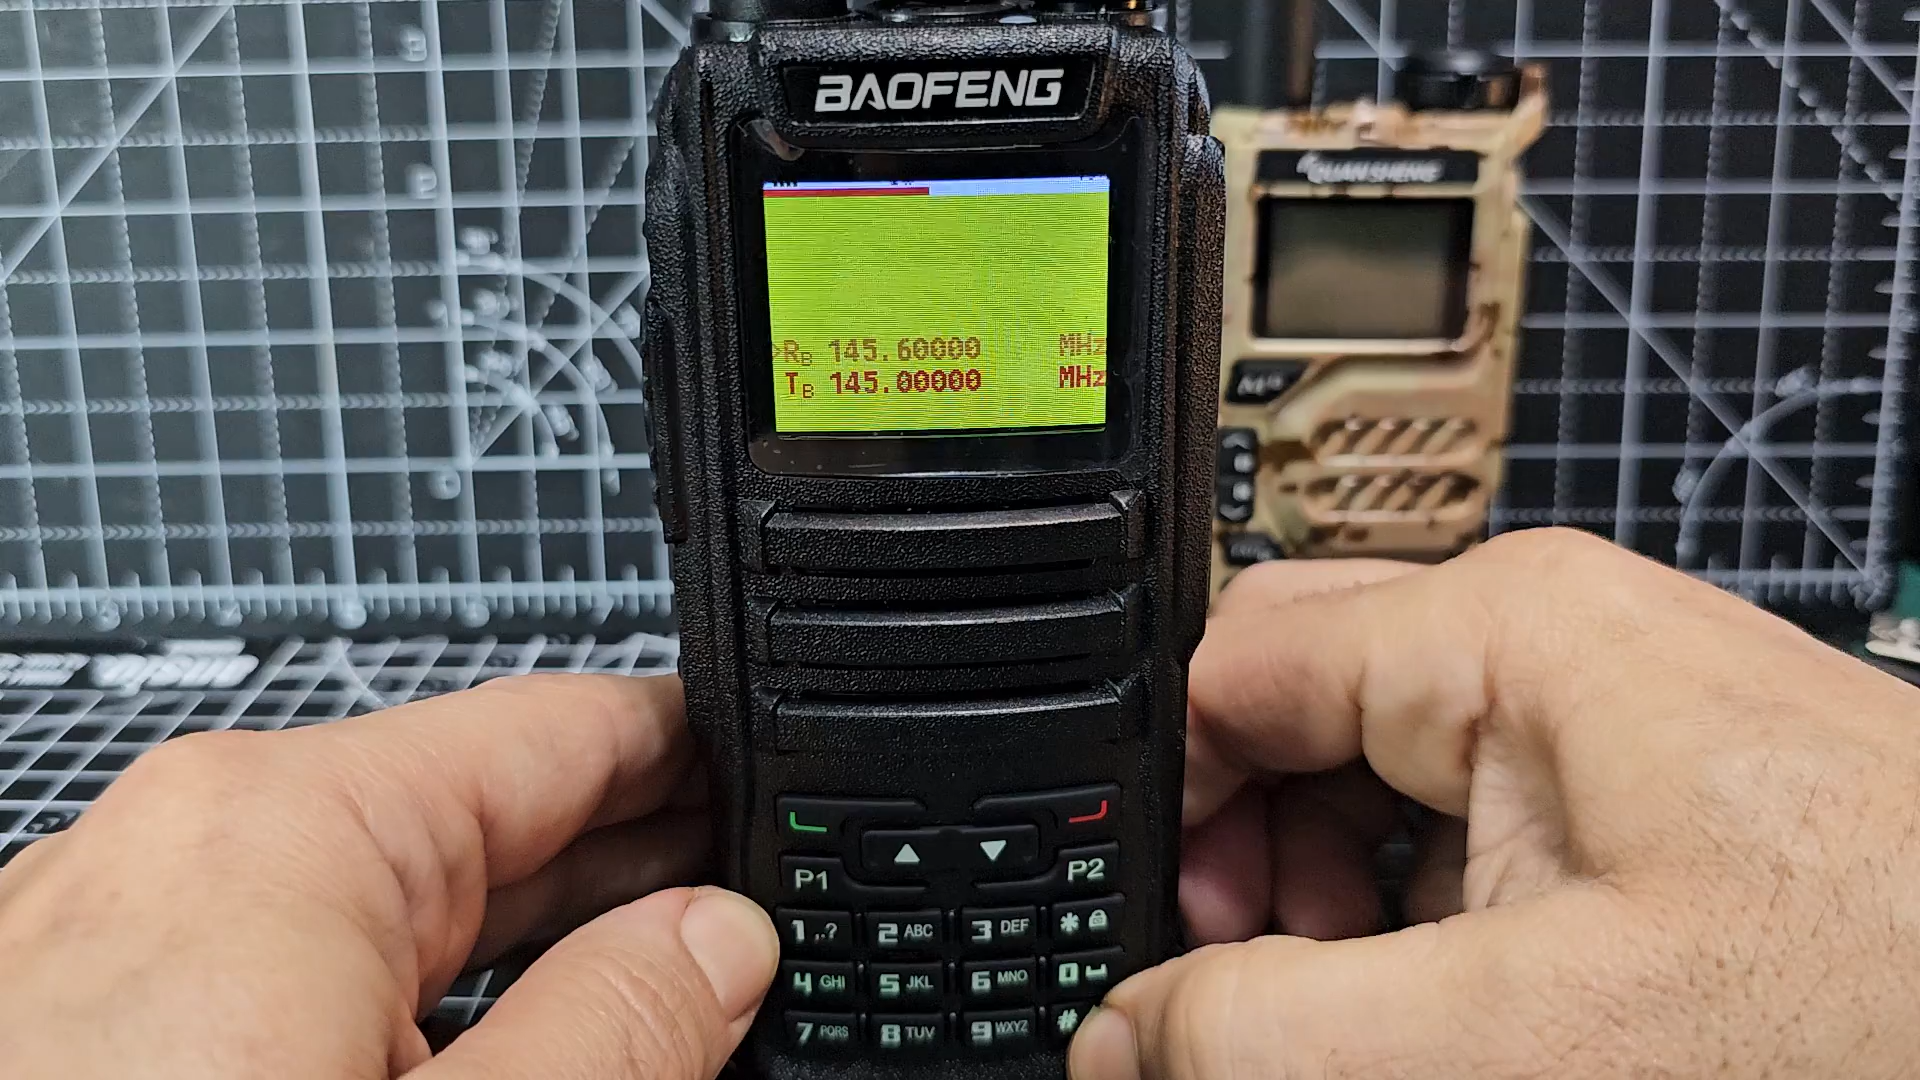 BAOFENG
QUANSHENG
>RB 145.60000 MHz
TB 145.00000 MHz
P1
P2
1 ,.? 2 ABC 3 DEF *
4 GHI 5 JKL 6 MNO 0
7 PQRS 8 TUV 9 WXYZ #